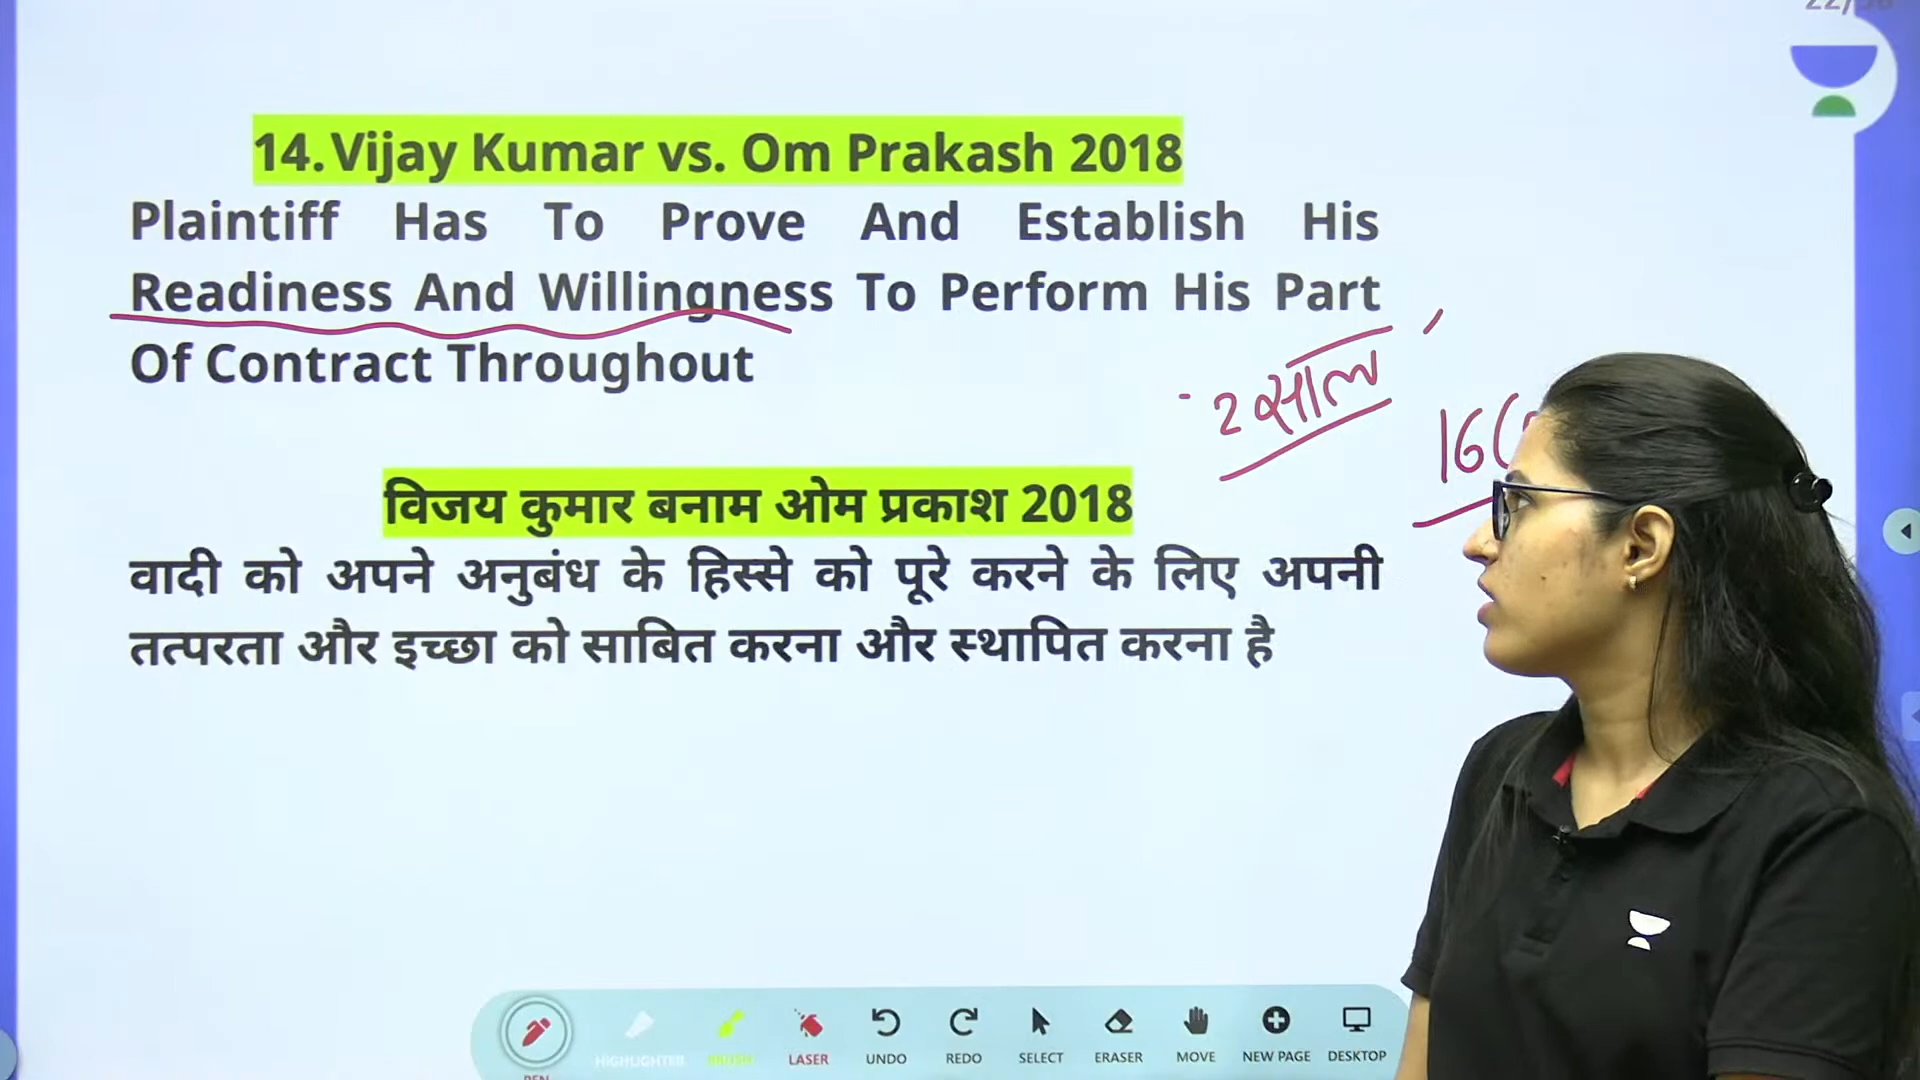 14. Vijay Kumar vs. Om Prakash 2018
Plaintiff Has To Prove And Establish His
Readiness And Willingness To Perform His Part
Of Contract Throughout
2 साल
16(
विजय कुमार बनाम ओम प्रकाश 2018
वादी को अपने अनुबंध के हिस्से को पूरे करने के लिए अपनी
तत्परता और इच्छा को साबित करना और स्थापित करना है
HIGHLIGHTER LASER UNDO REDO SELECT ERASER MOVE NEW PAGE DESKTOP